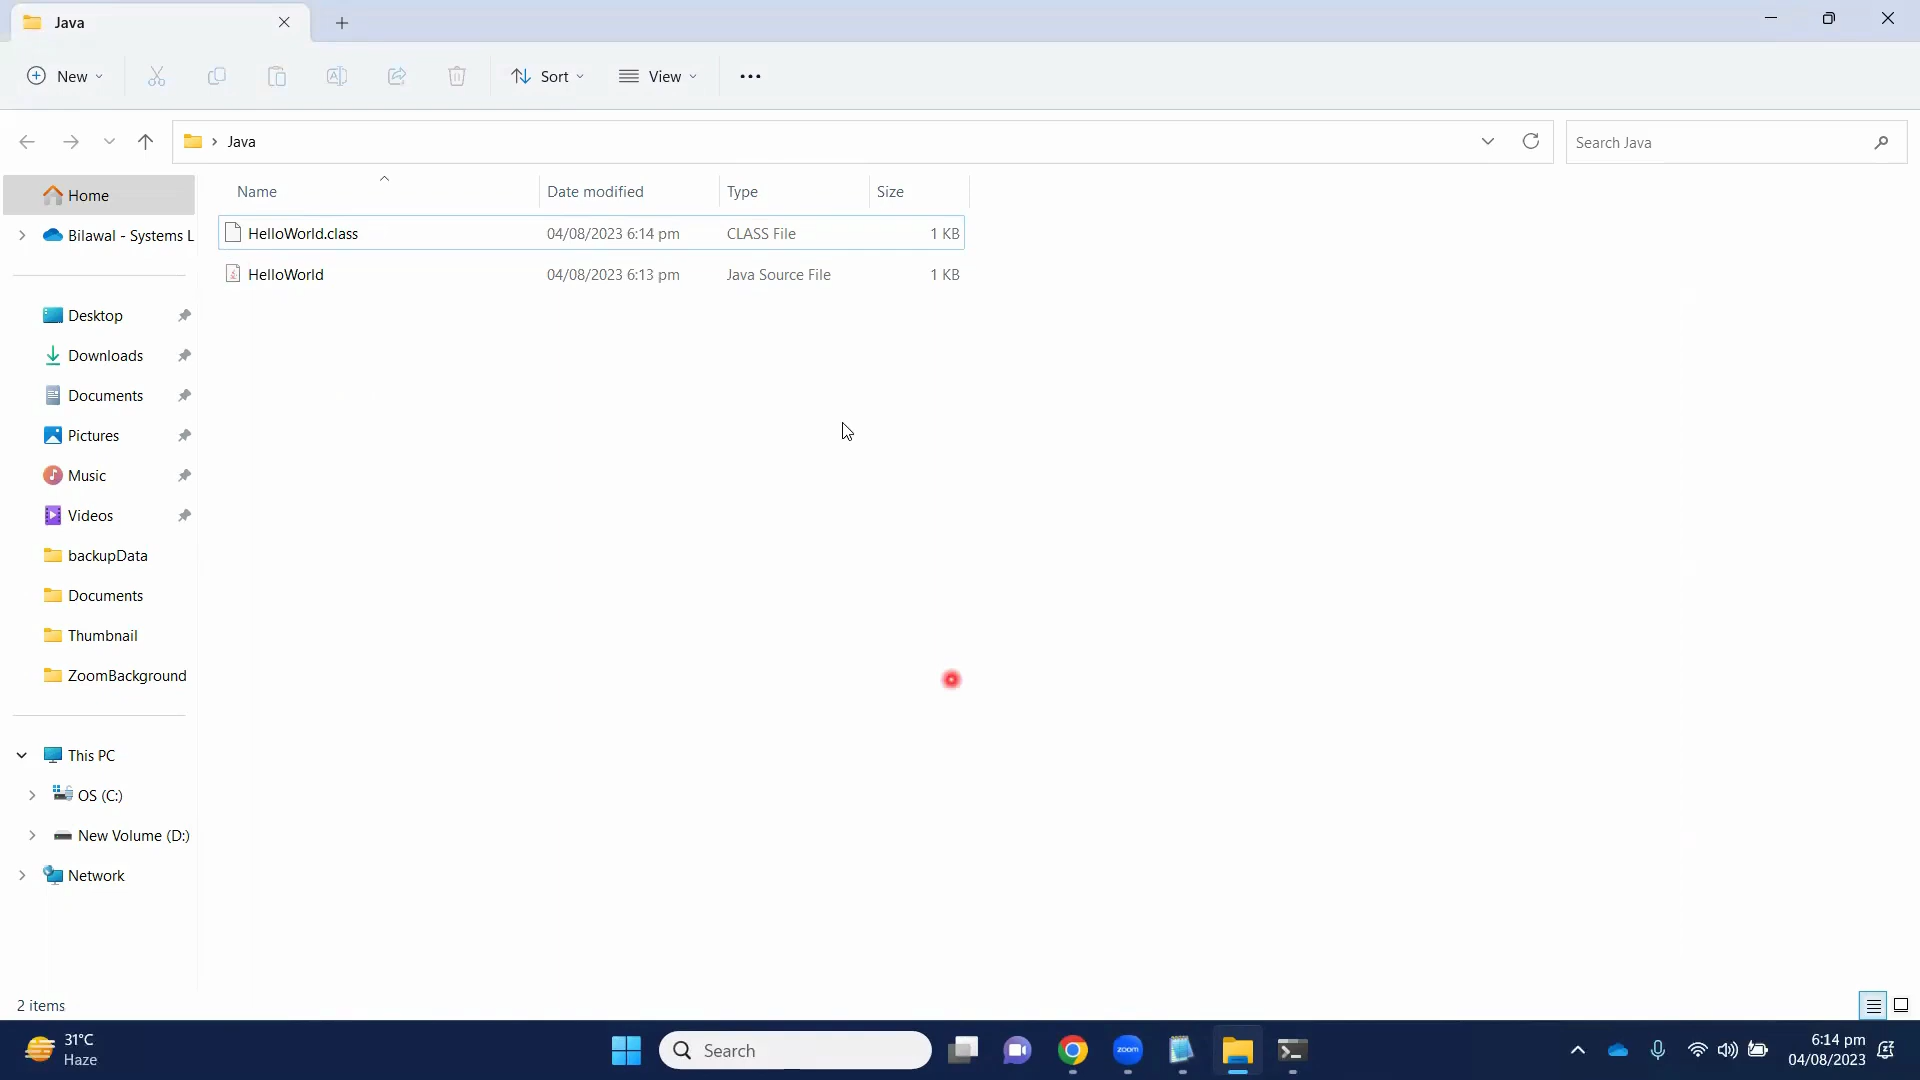 Java
New
Sort
View
Java
Search Java
Name Date modified Type Size
HelloWorld.class 04/08/2023 6:14 pm CLASS File 1 KB
HelloWorld 04/08/2023 6:13 pm Java Source File 1 KB
Home
Bilawal - Systems L
Desktop
Downloads
Documents
Pictures
Music
Videos
backupData
Documents
Thumbnail
ZoomBackground
This PC
OS (C:)
New Volume (D:)
Network
2 items
31°C
Haze
Search
zoom
6:14 pm
04/08/2023